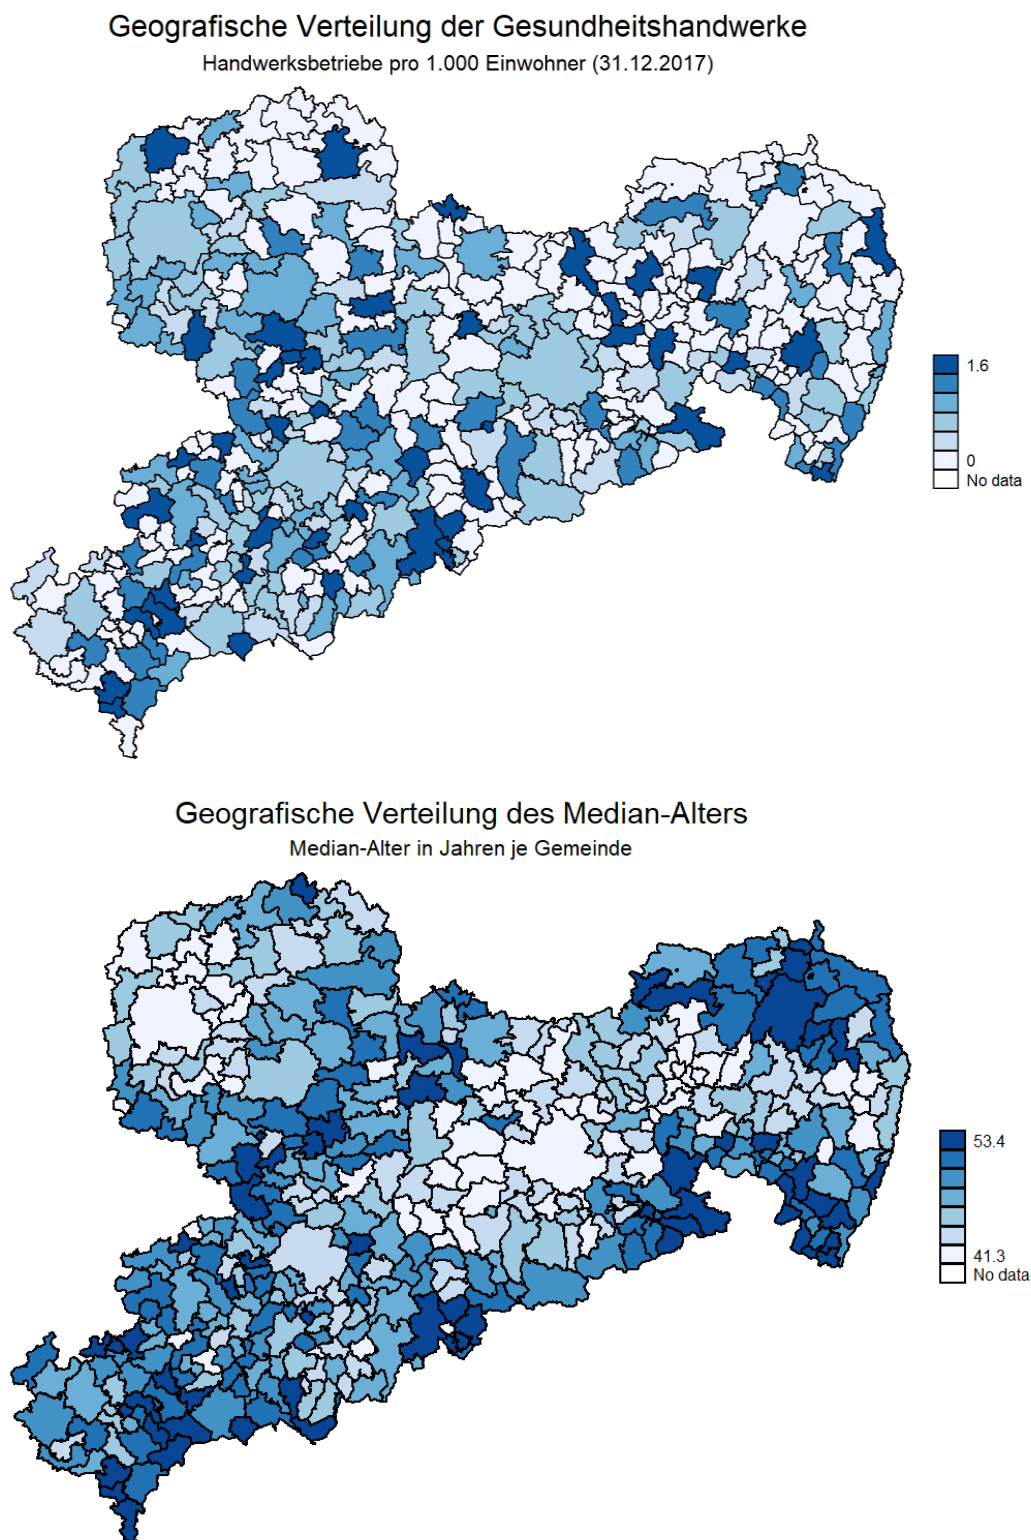 Geografische Verteilung der Gesundheitshandwerke
Handwerksbetriebe pro 1.000 Einwohner (31.12.2017)
1.6
0
No data
Geografische Verteilung des Median-Alters
Median-Alter in Jahren je Gemeinde
53.4
41.3
No data